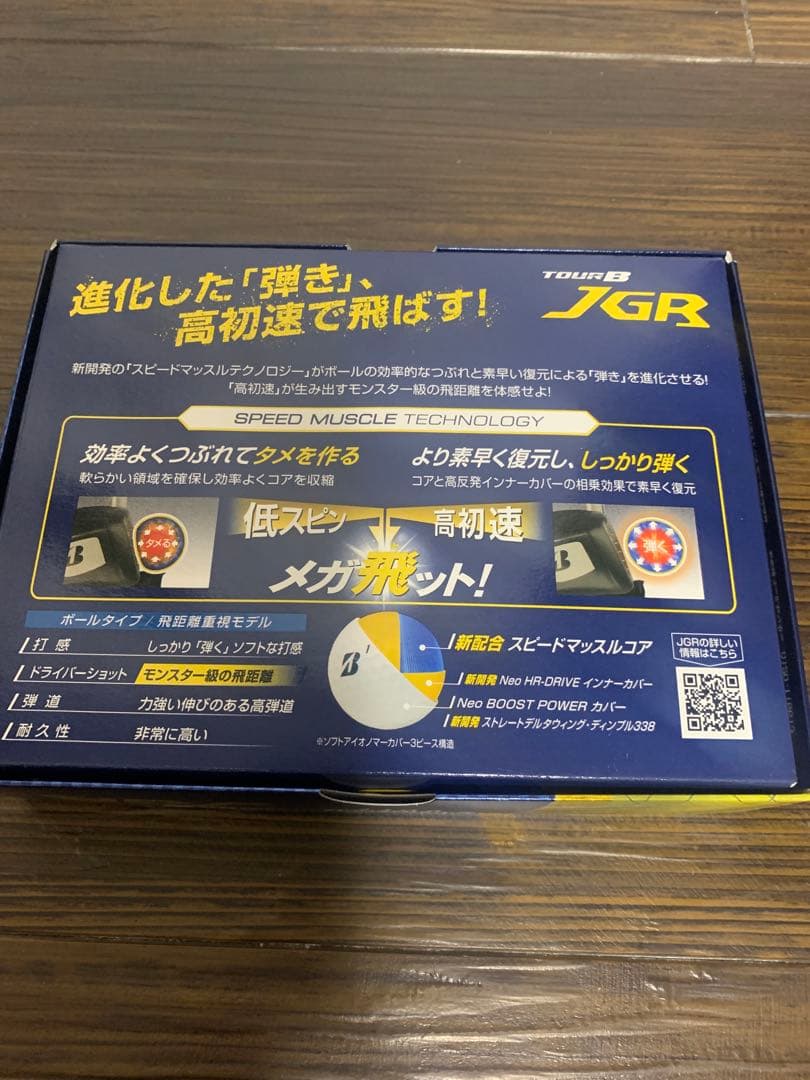 進化した「弾き」、
高初速で飛ばす!
TOUR B
JGR
新開発の「スピードマッスルテクノロジー」がボールの効率的なつぶれと素早い復元による「弾き」を進化させる!
「高初速」が生み出すモンスター級の飛距離を体感せよ!
SPEED MUSCLE TECHNOLOGY
効率よくつぶれてタメを作る
軟らかい領域を確保し効率よくコアを収縮
より素早く復元し、しっかり弾く
コアと高反発インナーカバーの相乗効果で素早く復元
タメる
B
低スピン
高初速
弾く
B
メガ飛ット!
ボールタイプ / 飛距離重視モデル
打感 しっかり「弾く」ソフトな打感
ドライバーショット モンスター級の飛距離
弾道 力強い伸びのある高弾道
耐久性 非常に高い
B 1
新配合 スピードマッスルコア
新開発 Neo HR-DRIVE インナーカバー
Neo BOOST POWER カバー
新開発 ストレートデルタウィング・ディンプル338
※ソフトアイオノマーカバー3ピース構造
JGRの詳しい
情報はこちら